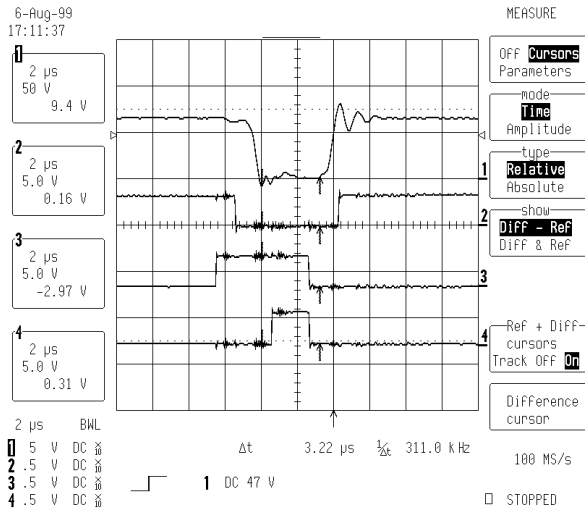 6-Aug-99
17:11:37
1
2 µs
50 V
9.4 V
2
2 µs
5.0 V
0.16 V
3
2 µs
5.0 V
-2.97 V
4
2 µs
5.0 V
0.31 V
2 µs BWL
1 5 V DC ×10
2 .5 V DC ×10
3 .5 V DC ×10
4 .5 V DC ×10
1
2
3
4
Δt 3.22 µs 1/Δt 311.0 kHz
1 DC 47 V
MEASURE
Off Cursors
Parameters
mode
Time
Amplitude
type
Relative
Absolute
show
Diff - Ref
Diff & Ref
Ref + Diff
cursors
Track Off On
Difference
cursor
100 MS/s
STOPPED